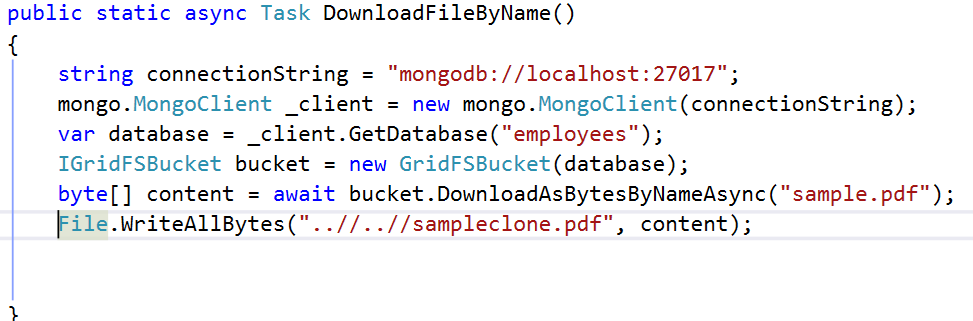 public static async Task DownloadFileByName()
{
string connectionString = "mongodb://localhost:27017";
mongo.MongoClient _client = new mongo.MongoClient(connectionString);
var database = _client.GetDatabase("employees");
IGridFSBucket bucket = new GridFSBucket(database);
byte[] content = await bucket.DownloadAsBytesByNameAsync("sample.pdf");
File.WriteAllBytes("..//..//sampleclone.pdf", content);
}